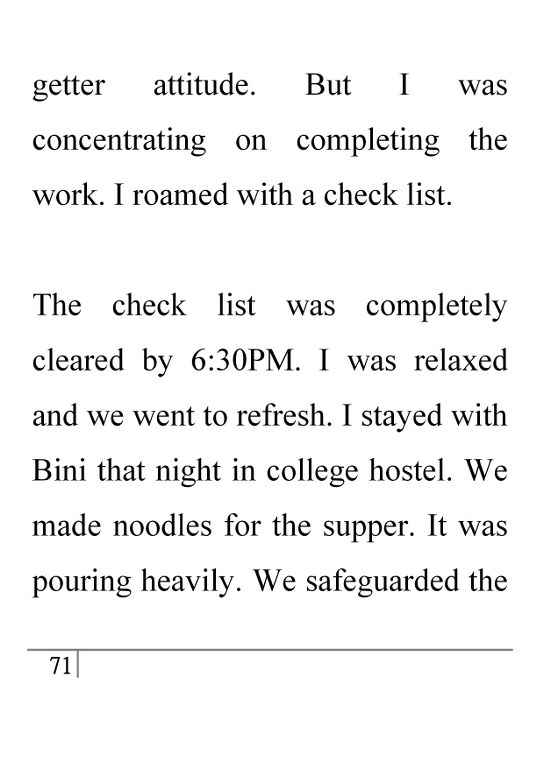 getter attitude. But I was
concentrating on completing the
work. I roamed with a check list.
The check list was completely
cleared by 6:30PM. I was relaxed
and we went to refresh. I stayed with
Bini that night in college hostel. We
made noodles for the supper. It was
pouring heavily. We safeguarded the
71